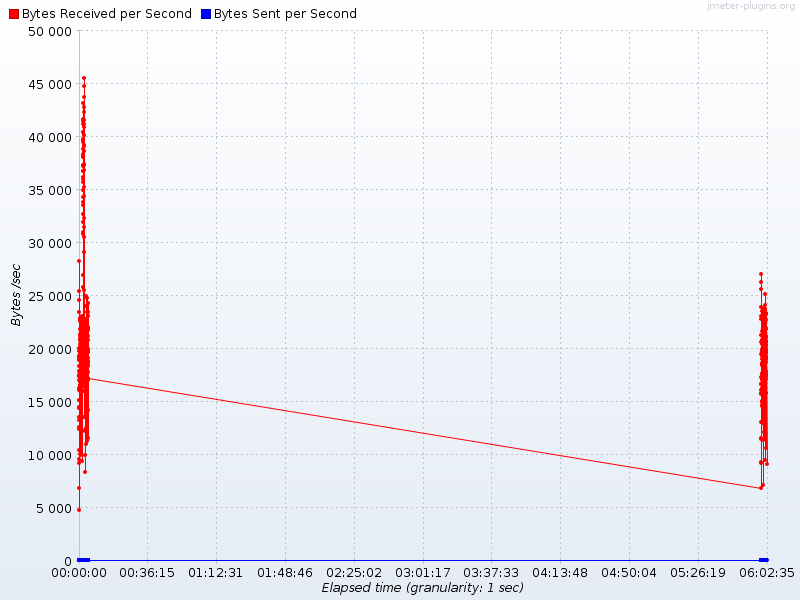 jmeter-plugins.org
Bytes Received per Second Bytes Sent per Second
50 000
45 000
40 000
35 000
30 000
25 000
20 000
15 000
10 000
5 000
0
Bytes /sec
00:00:00 00:36:15 01:12:31 01:48:46 02:25:02 03:01:17 03:37:33 04:13:48 04:50:04 05:26:19 06:02:35
Elapsed time (granularity: 1 sec)